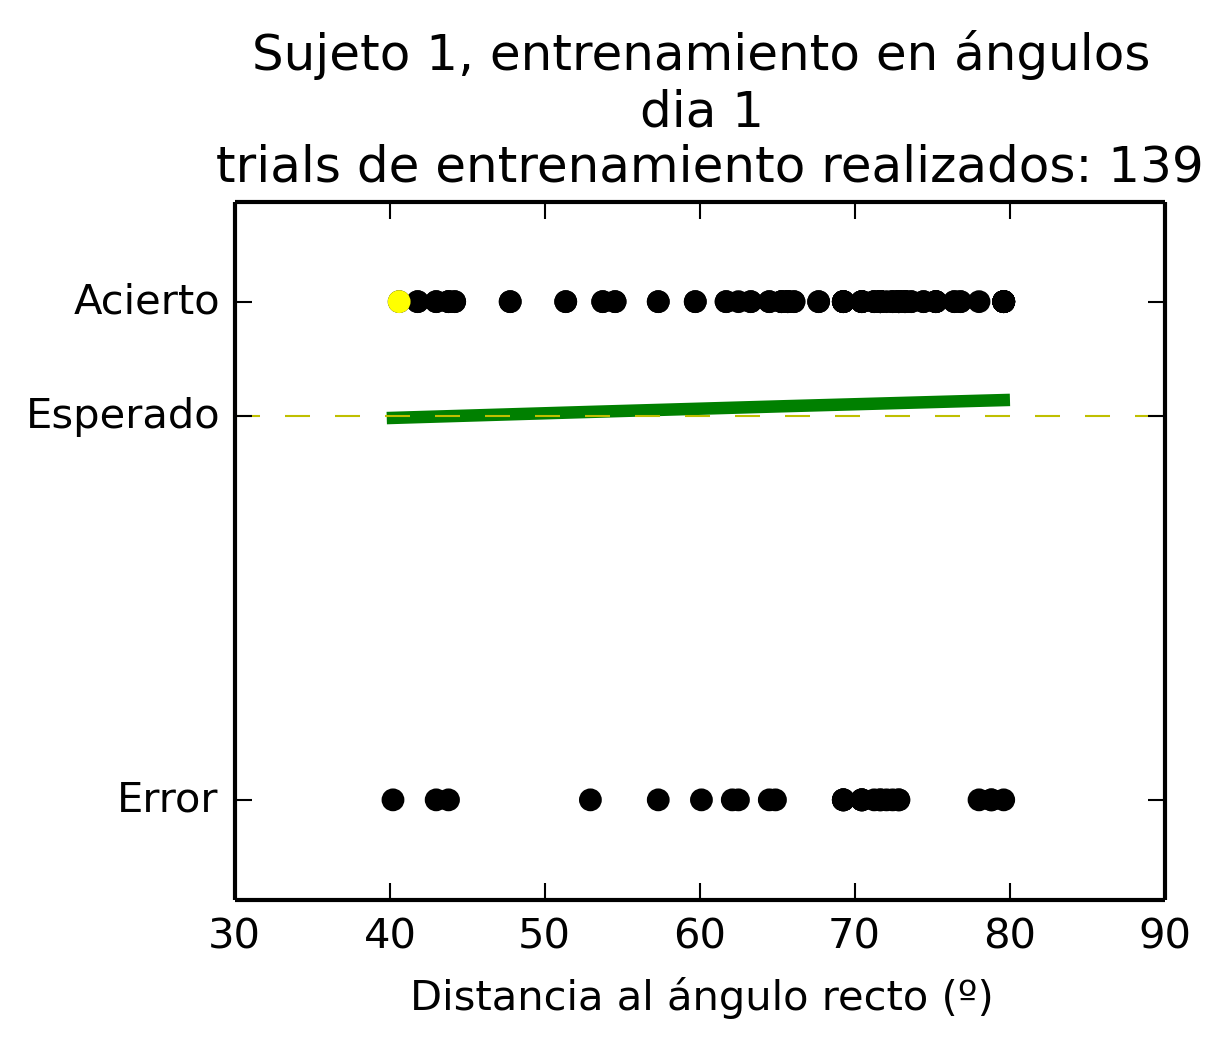 Sujeto 1, entrenamiento en ángulos
dia 1
trials de entrenamiento realizados: 139
Acierto
Esperado
Error
30 40 50 60 70 80 90
Distancia al ángulo recto (º)